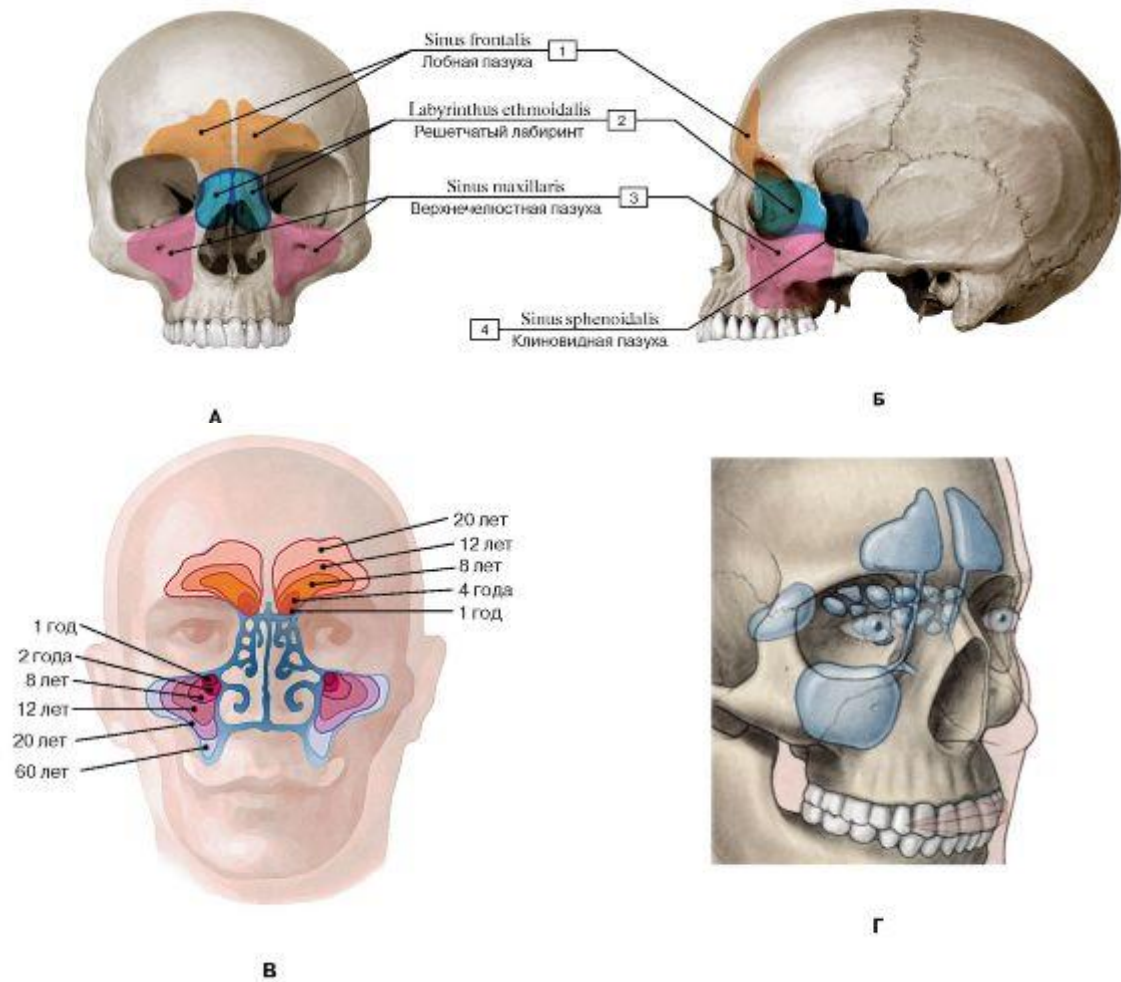 Sinus frontalis
Лобная пазуха
1
Labyrinthus ethmoidalis
Решетчатый лабиринт
2
Sinus maxillaris
Верхнечелюстная пазуха
3
4
Sinus sphenoidalis
Клиновидная пазуха
А
Б
20 лет
12 лет
8 лет
4 года
1 год
1 год
2 года
8 лет
12 лет
20 лет
60 лет
В
Г